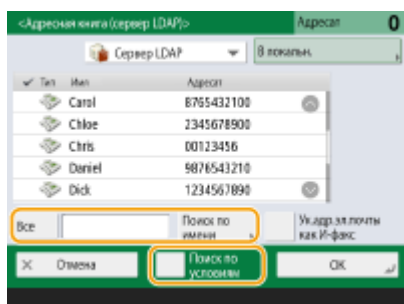 <Адресная книга (сервер LDAP)>
Адресат 0
Сервер LDAP
В локальн.
Тип Имя Адресат
Carol 8765432100
Chloe 2345678900
Chris 00123456
Daniel 9876543210
Dick 1234567890
Все
Поиск по
имени
Ук.адр.эл.почты
как И-факс
Отмена
Поиск по
условиям
OK